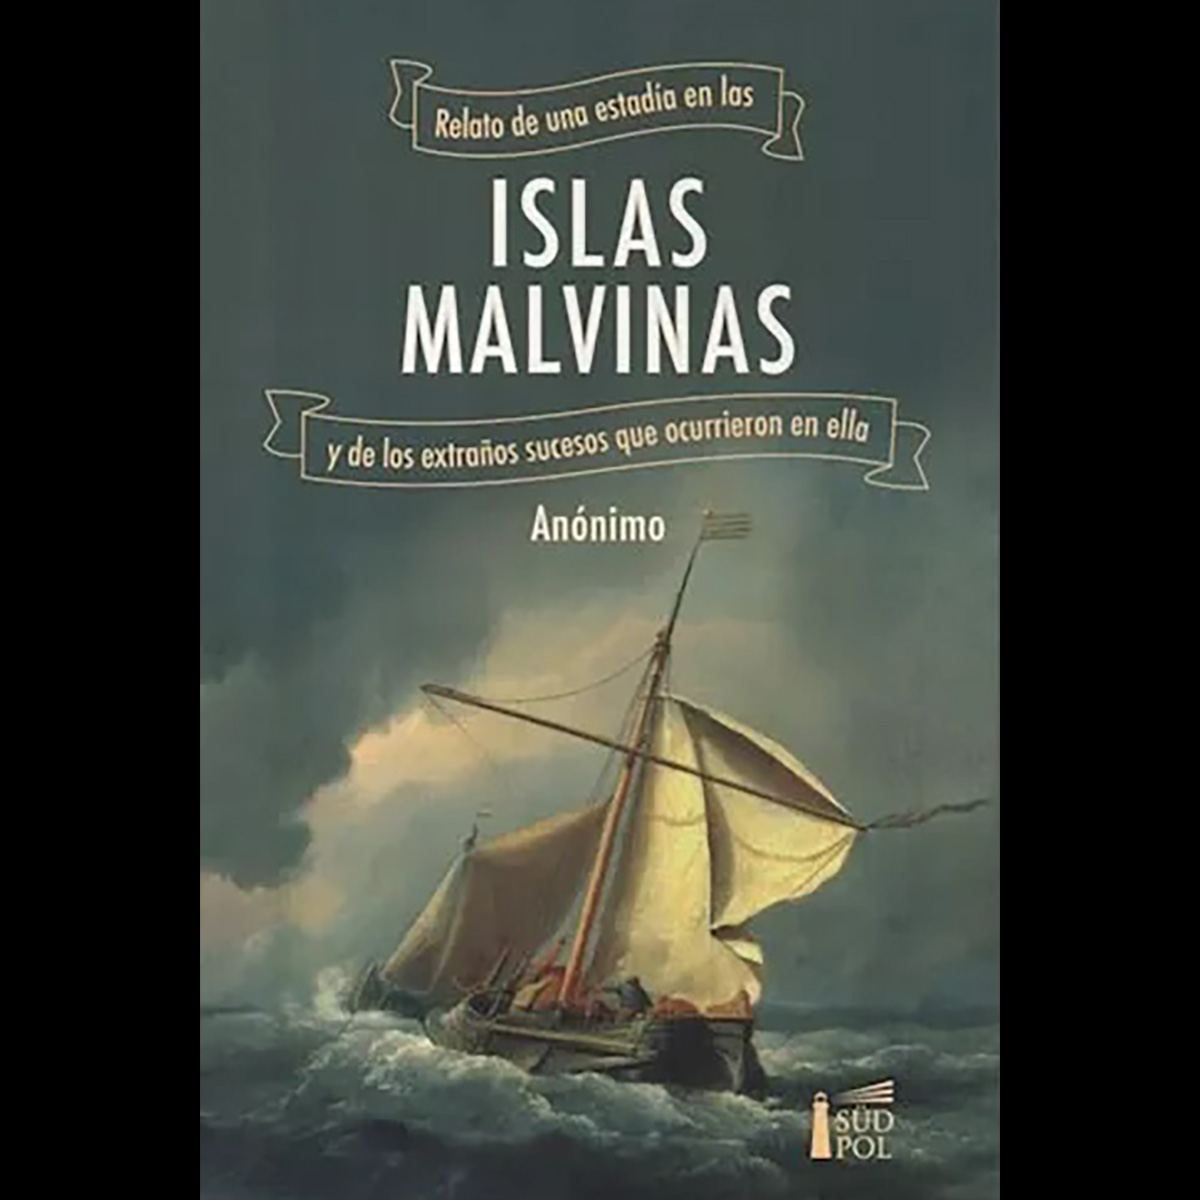 Relato de una estadía en las
ISLAS
MALVINAS
y de los extraños sucesos que ocurrieron en ella
Anónimo
SÜD
POL